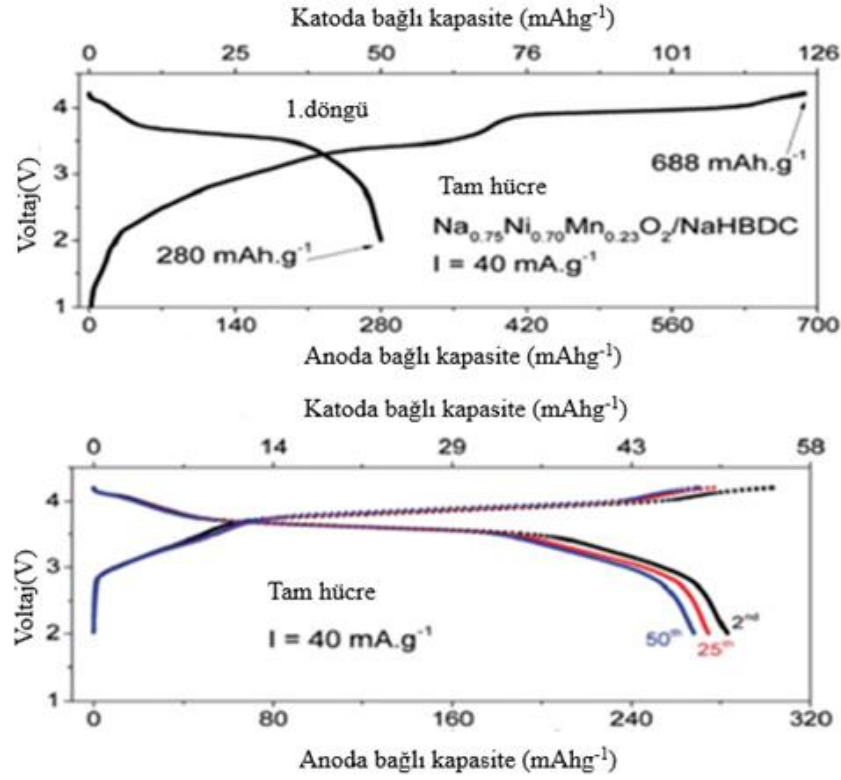 Katoda bağlı kapasite (mAhg⁻¹)
0 25 50 76 101 126
4
3
2
1
Voltaj(V)
1.döngü
688 mAh.g⁻¹
Tam hücre
Na₀.₇₅Ni₀.₇₀Mn₀.₂₃O₂/NaHBDC
280 mAh.g⁻¹
I = 40 mA.g⁻¹
0 140 280 420 560 700
Anoda bağlı kapasite (mAhg⁻¹)
Katoda bağlı kapasite (mAhg⁻¹)
0 14 29 43 58
4
3
2
1
Voltaj(V)
Tam hücre
I = 40 mA.g⁻¹
50th 25th 2nd
0 80 160 240 320
Anoda bağlı kapasite (mAhg⁻¹)